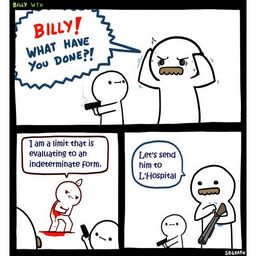 BILLY WTF
BILLY!
WHAT HAVE
YOU DONE?!
I am a limit that is
evaluating to an
indeterminate form.
Let's send
him to
L'Hospital
SRGRAFO